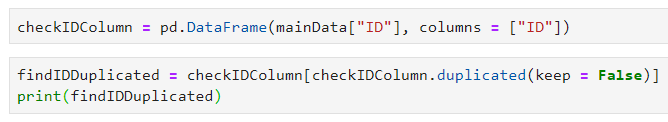 checkIDColumn = pd.DataFrame(mainData["ID"], columns = ["ID"])
findIDDuplicated = checkIDColumn[checkIDColumn.duplicated(keep = False)]
print(findIDDuplicated)